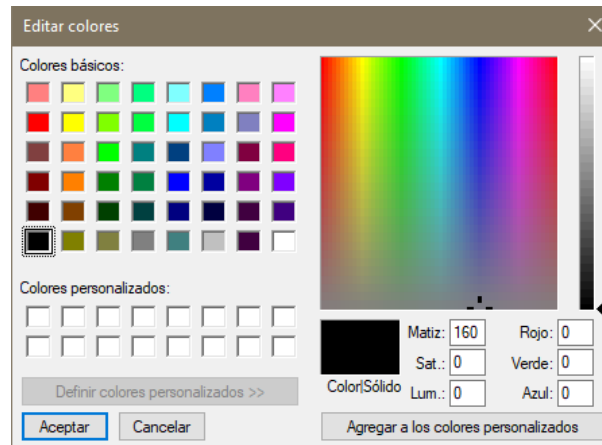 Editar colores
Colores básicos:
Colores personalizados:
Definir colores personalizados >>
Aceptar Cancelar
Color|Sólido
Matiz: 160 Rojo: 0
Sat.: 0 Verde: 0
Lum.: 0 Azul: 0
Agregar a los colores personalizados